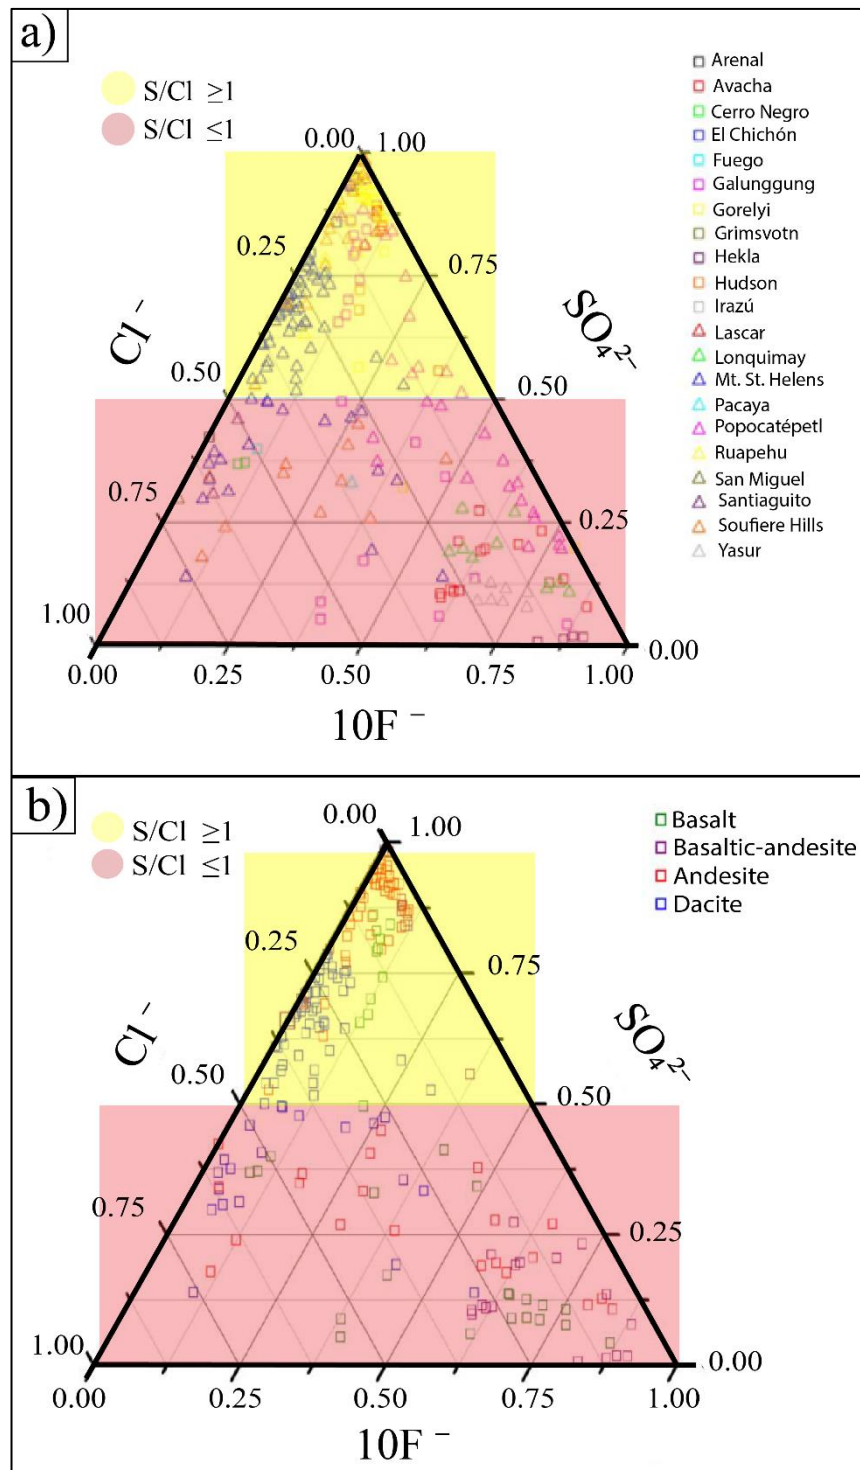 a)
S/Cl ≥1
S/Cl ≤1
0.00
1.00
0.25
0.75
Cl⁻
SO₄²⁻
0.50
0.50
0.75
0.25
1.00
0.00
0.00
0.25
0.50
0.75
1.00
10F ⁻
Arenal
Avacha
Cerro Negro
El Chichón
Fuego
Galunggung
Gorelyi
Grimsvotn
Hekla
Hudson
Irazú
Lascar
Lonquimay
Mt. St. Helens
Pacaya
Popocatépetl
Ruapehu
San Miguel
Santiaguito
Soufiere Hills
Yasur
b)
S/Cl ≥1
S/Cl ≤1
0.00
1.00
0.25
0.75
Cl⁻
SO₄²⁻
0.50
0.50
0.75
0.25
1.00
0.00
0.00
0.25
0.50
0.75
1.00
10F ⁻
Basalt
Basaltic-andesite
Andesite
Dacite